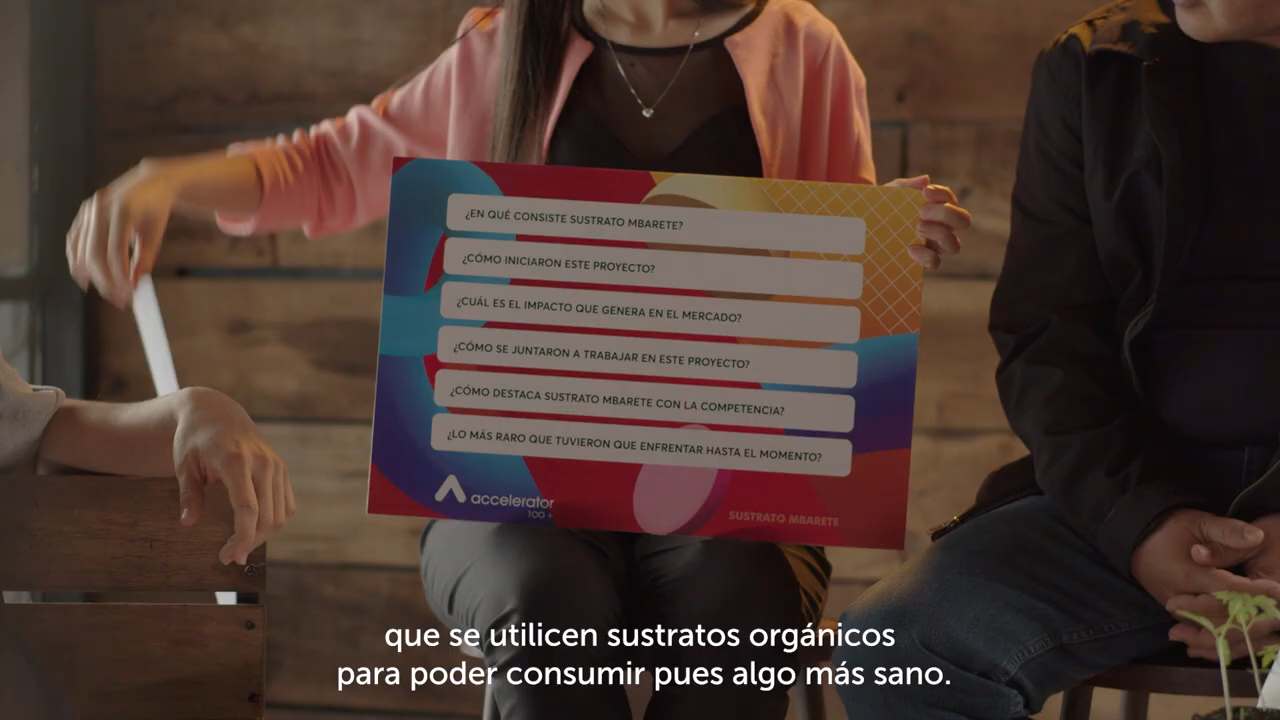 ¿EN QUÉ CONSISTE SUSTRATO MBARETE?
¿CÓMO INICIARON ESTE PROYECTO?
¿CUÁL ES EL IMPACTO QUE GENERA EN EL MERCADO?
¿CÓMO SE JUNTARON A TRABAJAR EN ESTE PROYECTO?
¿CÓMO DESTACA SUSTRATO MBARETE CON LA COMPETENCIA?
¿LO MÁS RARO QUE TUVIERON QUE ENFRENTAR HASTA EL MOMENTO?
accelerator
100 +
SUSTRATO MBARETE
que se utilicen sustratos orgánicos
para poder consumir pues algo más sano.